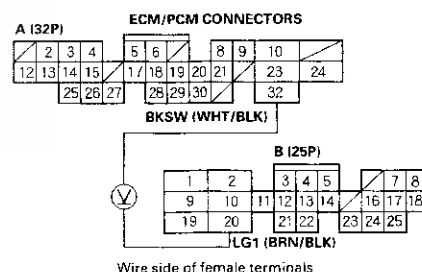 ECM/PCM CONNECTORS
A (32P)
2 3 4 5 6 8 9 10
12 13 14 15 17 18 19 20 21 23 24
25 26 27 28 29 30 32
BKSW (WHT/BLK)
B (25P)
V
1 2 3 4 5 7 8
9 10 11 12 13 14 16 17 18
19 20 21 22 23 24 25
LG1 (BRN/BLK)
Wire side of female terminals